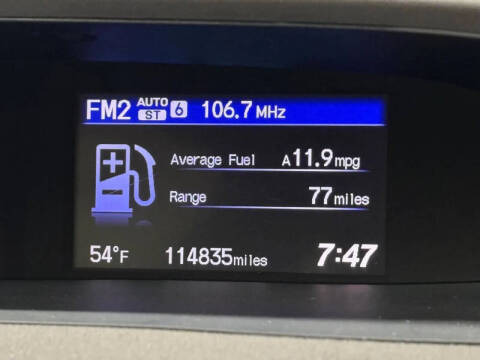 FM2 AUTO ST 6 106.7 MHz
Average Fuel A 11.9 mpg
Range 77 miles
54°F 114835 miles 7:47